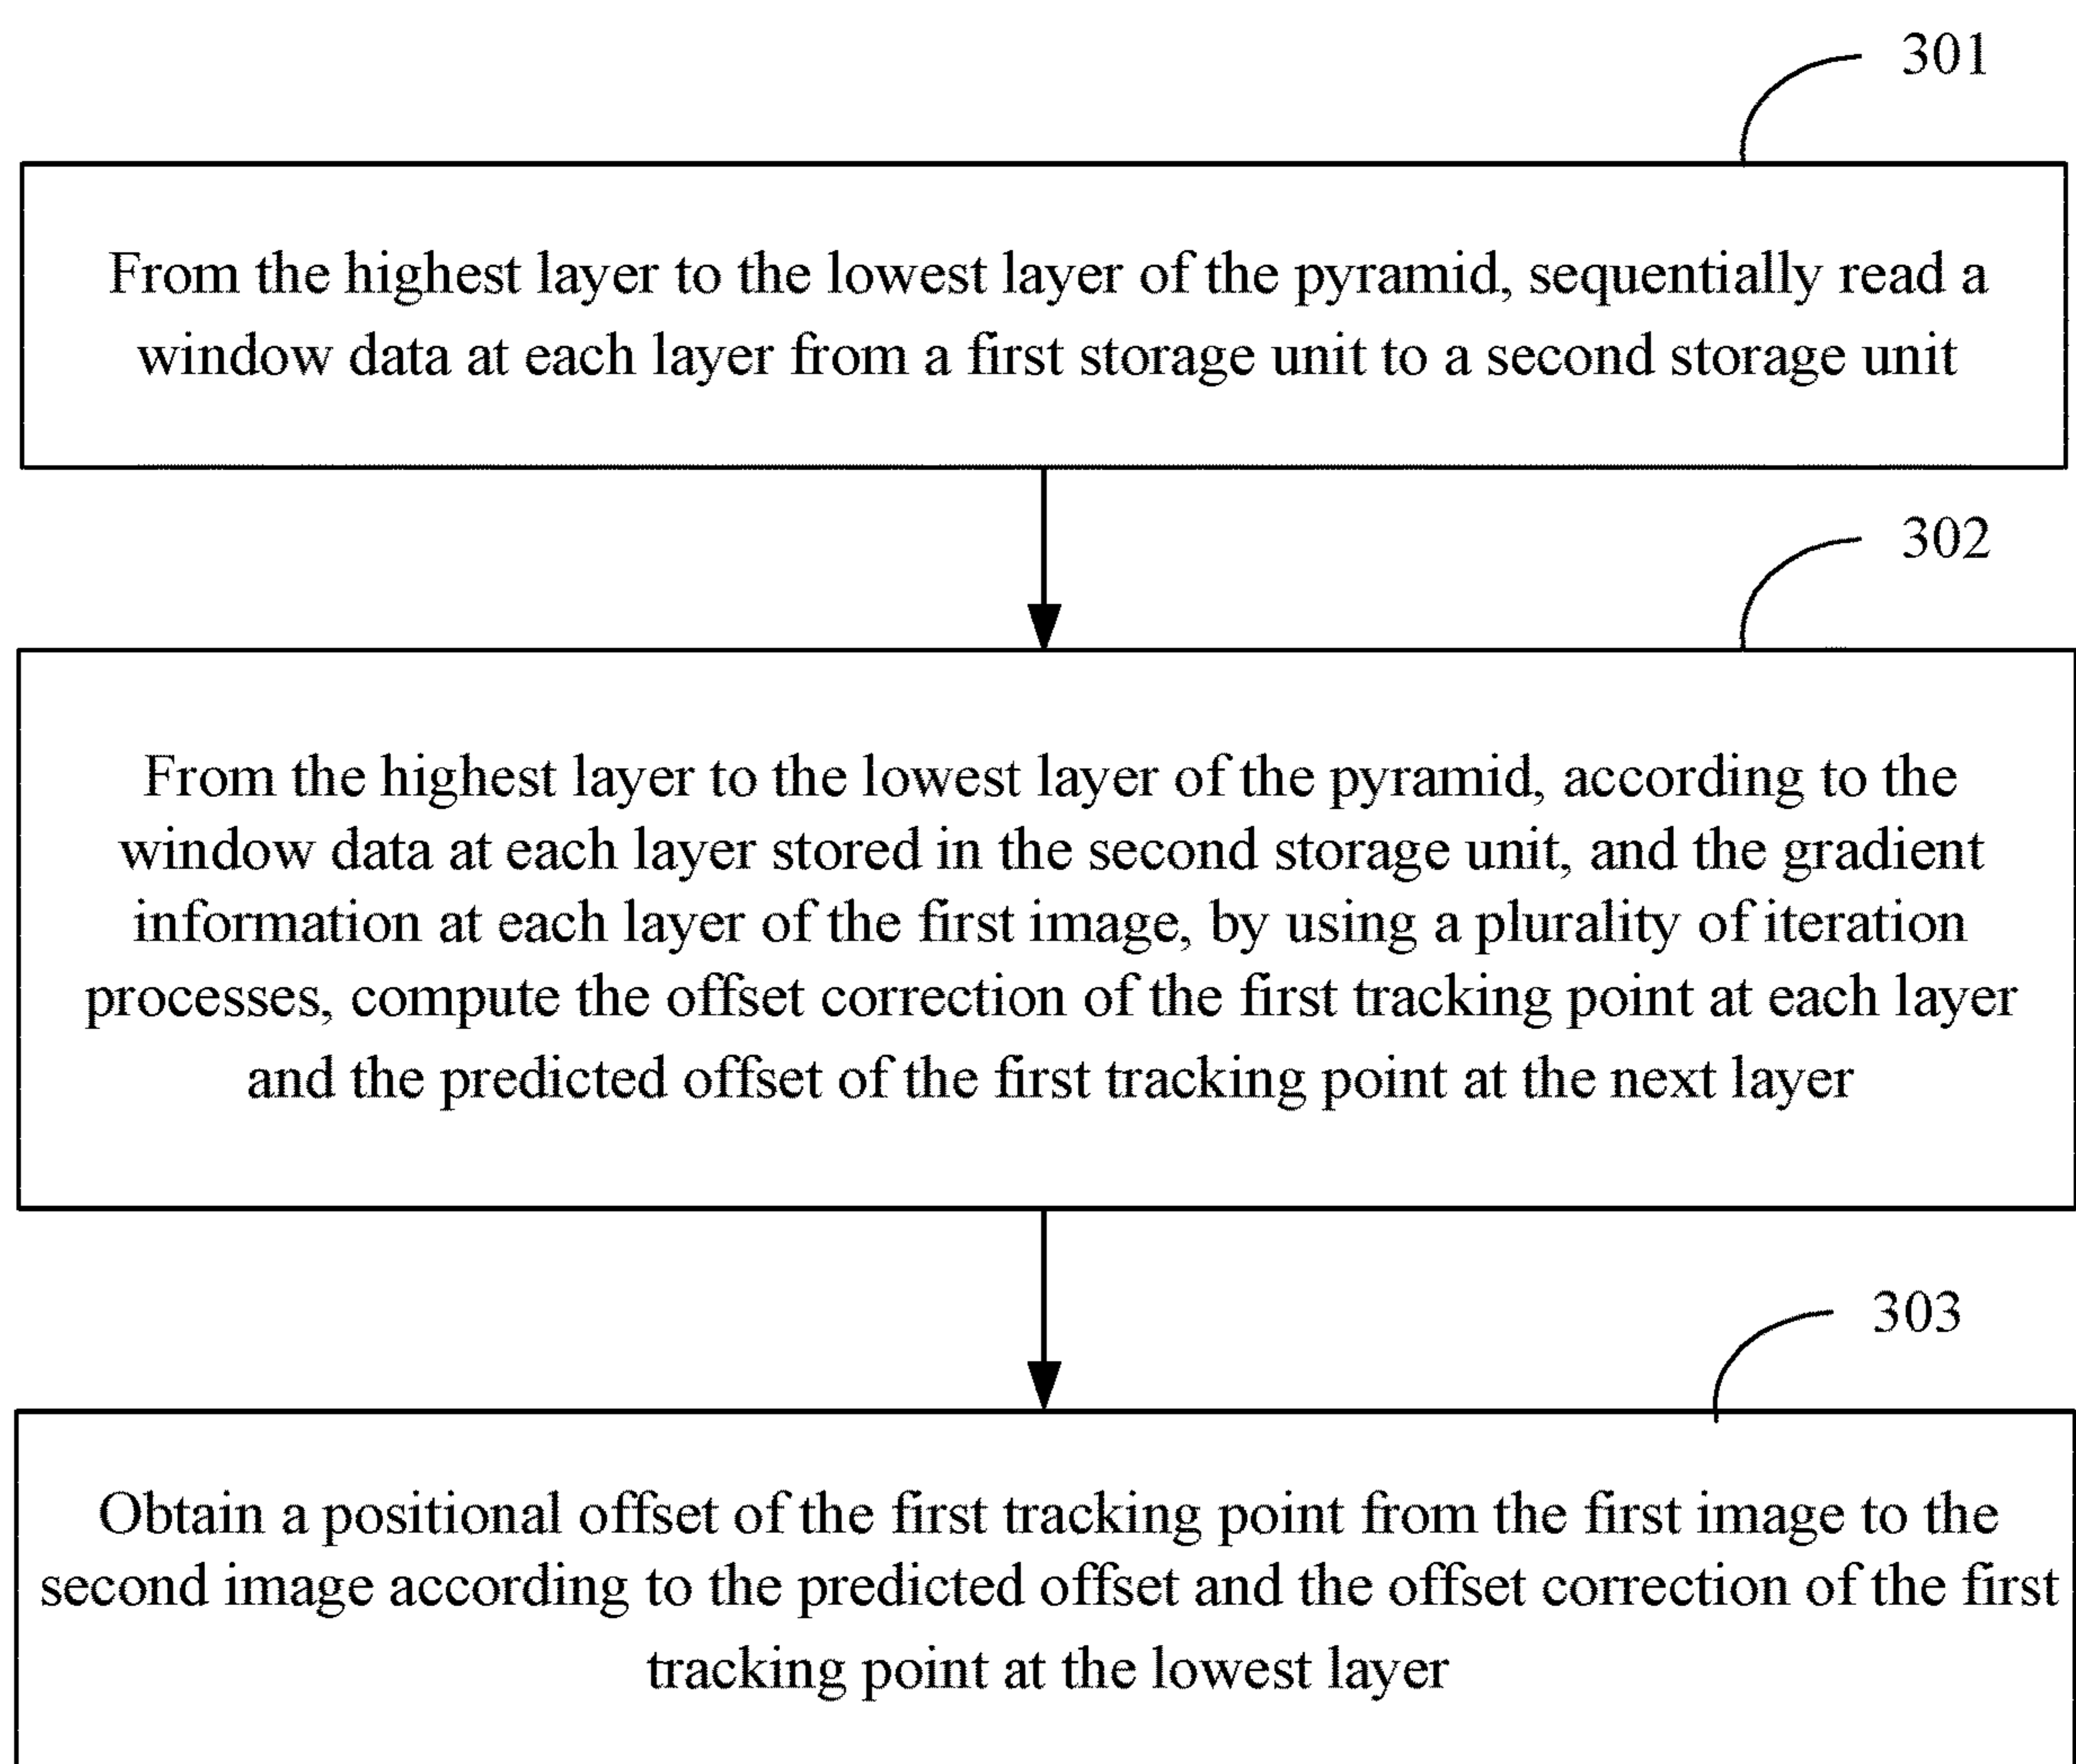 301
From the highest layer to the lowest layer of the pyramid, sequentially read a
window data at each layer from a first storage unit to a second storage unit
302
From the highest layer to the lowest layer of the pyramid, according to the
window data at each layer stored in the second storage unit, and the gradient
information at each layer of the first image, by using a plurality of iteration
processes, compute the offset correction of the first tracking point at each layer
and the predicted offset of the first tracking point at the next layer
303
Obtain a positional offset of the first tracking point from the first image to the
second image according to the predicted offset and the offset correction of the first
tracking point at the lowest layer